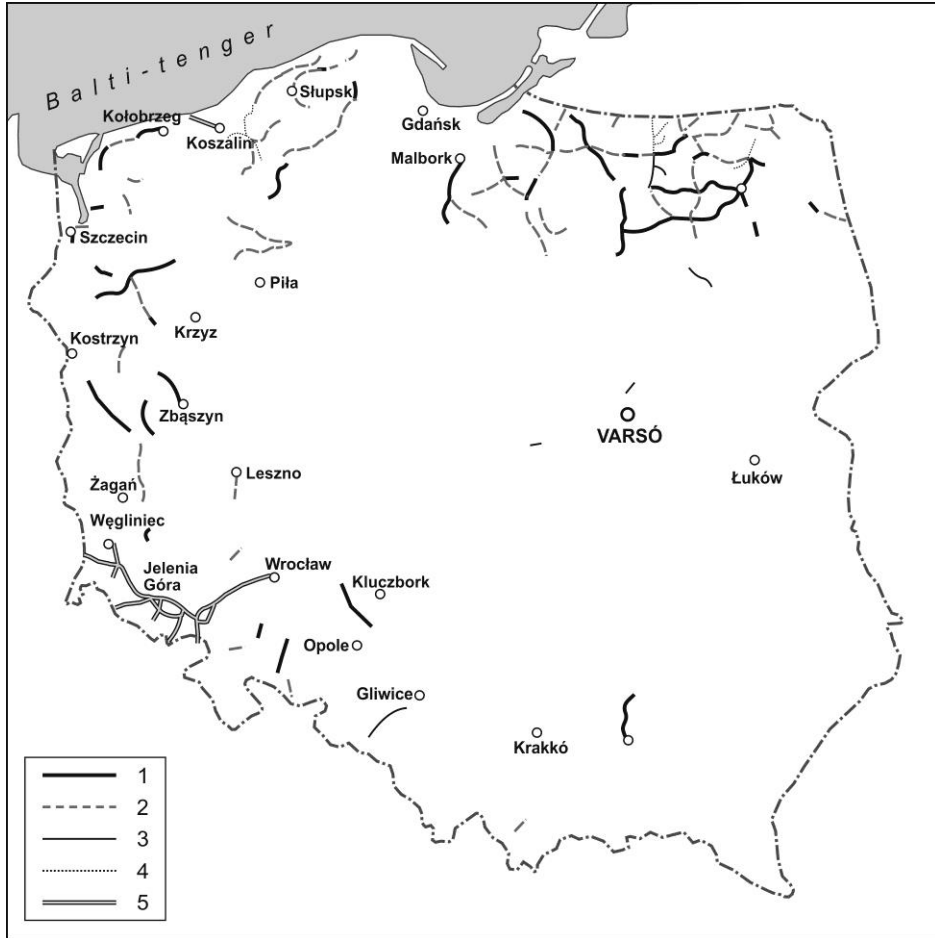 Balti-tenger
Słupsk
Kołobrzeg
Gdańsk
Koszalin
Malbork
Szczecin
Piła
Krzyz
Kostrzyn
Zbąszyn
VARSÓ
Leszno
Łuków
Żagań
Węgliniec
Jelenia
Góra
Wrocław
Kluczbork
Opole
Gliwice
Krakkó
1
2
3
4
5